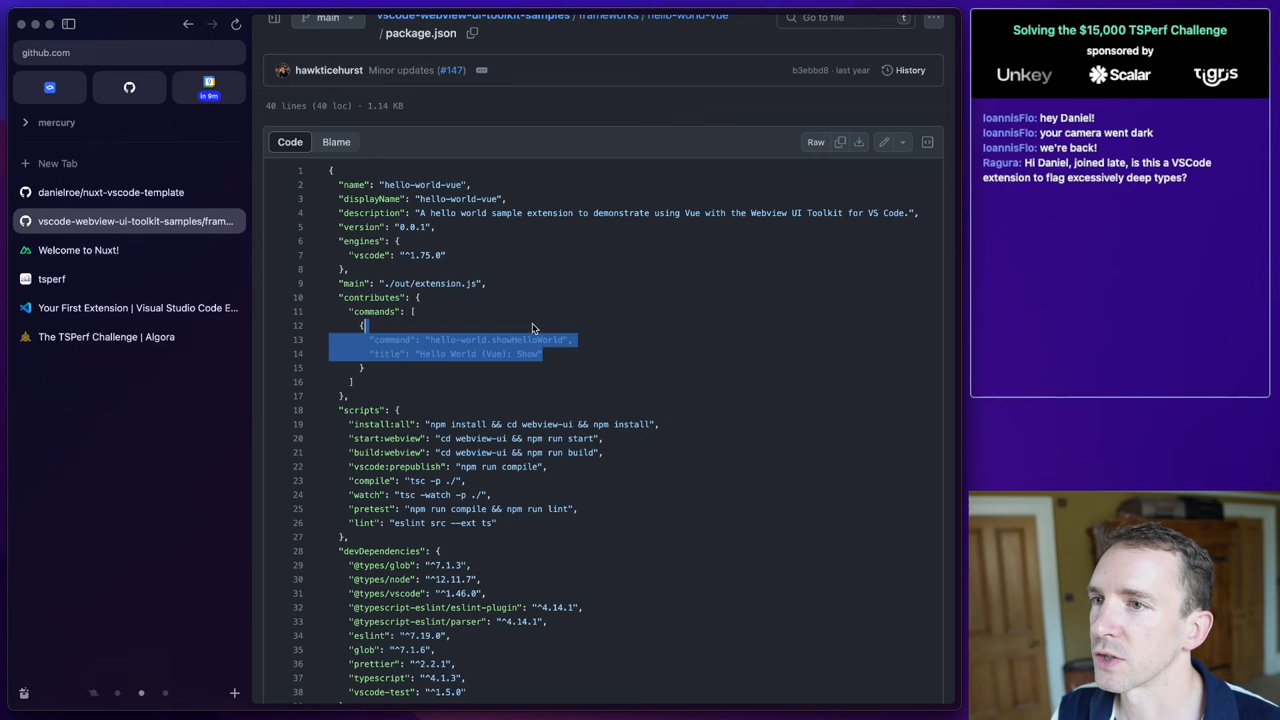 github.com
in 9m
mercury
New Tab
danielroe/nuxt-vscode-template
vscode-webview-ui-toolkit-samples/fram...
Welcome to Nuxt!
tsperf
Your First Extension | Visual Studio Code E...
The TSPerf Challenge | Algora
main
vscode-webview-ui-toolkit-samples / frameworks / hello-world-vue
/ package.json
Go to file
t
hawkticehurst Minor updates (#147)
b3ebbd8 · last year
History
40 lines (40 loc) · 1.14 KB
Code
Blame
Raw
1 {
2 "name": "hello-world-vue",
3 "displayName": "hello-world-vue",
4 "description": "A hello world sample extension to demonstrate using Vue with the Webview UI Toolkit for VS Code.",
5 "version": "0.0.1",
6 "engines": {
7 "vscode": "^1.75.0"
8 },
9 "main": "./out/extension.js",
10 "contributes": {
11 "commands": [
12 {
13 "command": "hello-world.showHelloWorld",
14 "title": "Hello World (Vue): Show"
15 }
16 ]
17 },
18 "scripts": {
19 "install:all": "npm install && cd webview-ui && npm install",
20 "start:webview": "cd webview-ui && npm run start",
21 "build:webview": "cd webview-ui && npm run build",
22 "vscode:prepublish": "npm run compile",
23 "compile": "tsc -p ./",
24 "watch": "tsc -watch -p ./",
25 "pretest": "npm run compile && npm run lint",
26 "lint": "eslint src --ext ts"
27 },
28 "devDependencies": {
29 "@types/glob": "^7.1.3",
30 "@types/node": "^12.11.7",
31 "@types/vscode": "^1.46.0",
32 "@typescript-eslint/eslint-plugin": "^4.14.1",
33 "@typescript-eslint/parser": "^4.14.1",
34 "eslint": "^7.19.0",
35 "glob": "^7.1.6",
36 "prettier": "^2.2.1",
37 "typescript": "^4.1.3",
38 "vscode-test": "^1.5.0"
Solving the $15,000 TSPerf Challenge
sponsored by
Unkey
Scalar
tigris
IoannisFlo: hey Daniel!
IoannisFlo: your camera went dark
IoannisFlo: we're back!
Ragura: Hi Daniel, joined late, is this a VSCode
extension to flag excessively deep types?